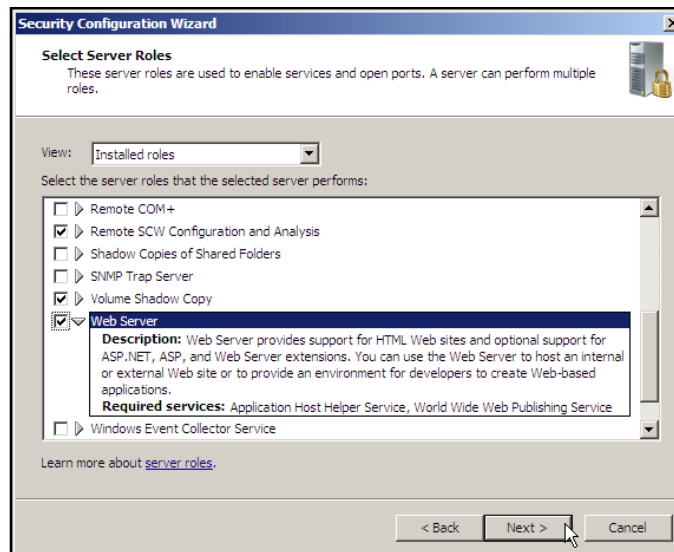 Security Configuration Wizard
Select Server Roles
These server roles are used to enable services and open ports. A server can perform multiple
roles.
View: Installed roles
Select the server roles that the selected server performs:
Remote COM+
Remote SCW Configuration and Analysis
Shadow Copies of Shared Folders
SNMP Trap Server
Volume Shadow Copy
Web Server
Description: Web Server provides support for HTML Web sites and optional support for
ASP.NET, ASP, and Web Server extensions. You can use the Web Server to host an internal
or external Web site or to provide an environment for developers to create Web-based
applications.
Required services: Application Host Helper Service, World Wide Web Publishing Service
Windows Event Collector Service
Learn more about server roles.
< Back Next > Cancel